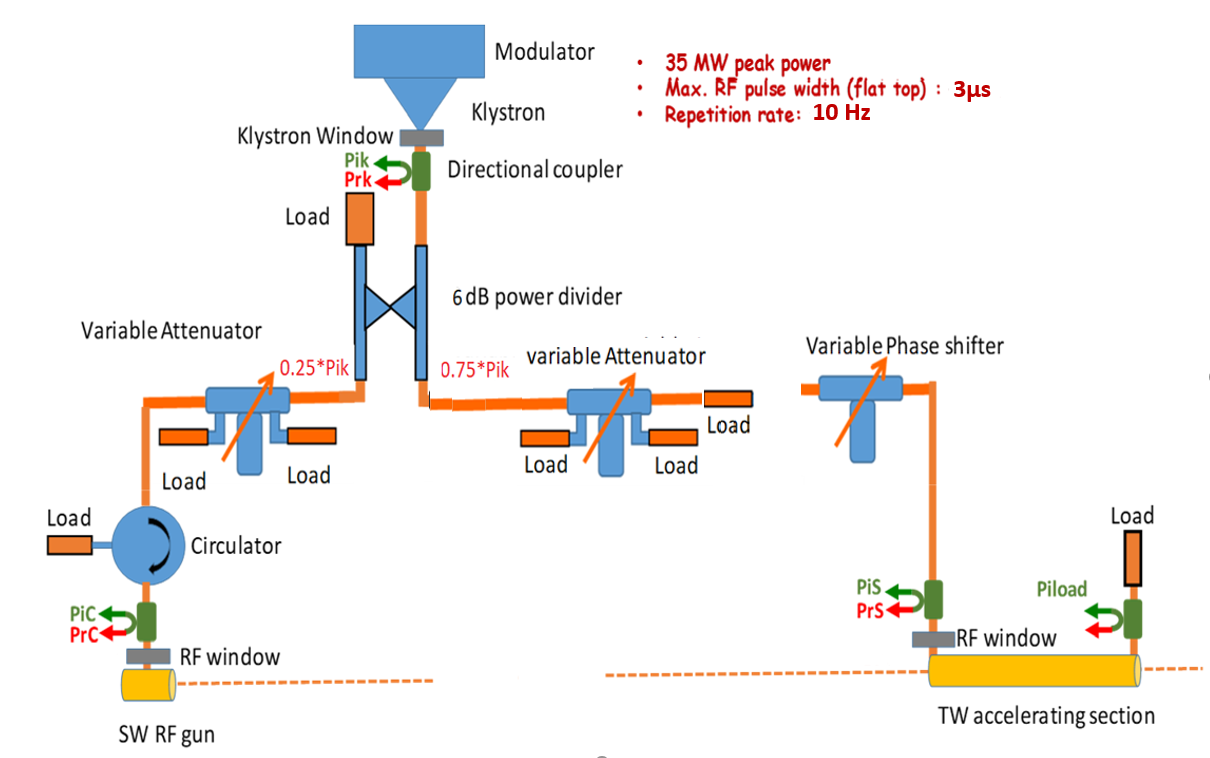 Modulator
• 35 MW peak power
• Max. RF pulse width (flat top) : 3µs
• Repetition rate: 10 Hz
Klystron
Klystron Window
Pik
Prk
Directional coupler
Load
6dB power divider
Variable Attenuator
0.25*Pik
0.75*Pik
variable Attenuator
Variable Phase shifter
Load
Load
Load
Load
Load
Load
Circulator
Load
PiC
PrC
PiS
PrS
Piload
RF window
RF window
SW RF gun
TW accelerating section